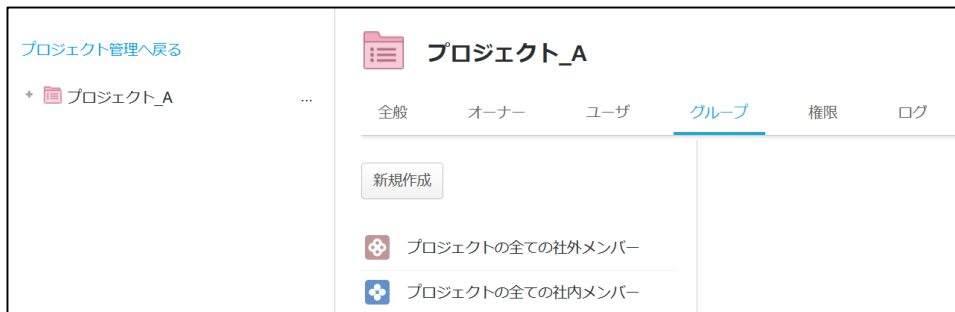 プロジェクト管理へ戻る
プロジェクト_A
...
プロジェクト_A
全般 オーナー ユーザ グループ 権限 ログ
新規作成
プロジェクトの全ての社外メンバー
プロジェクトの全ての社内メンバー